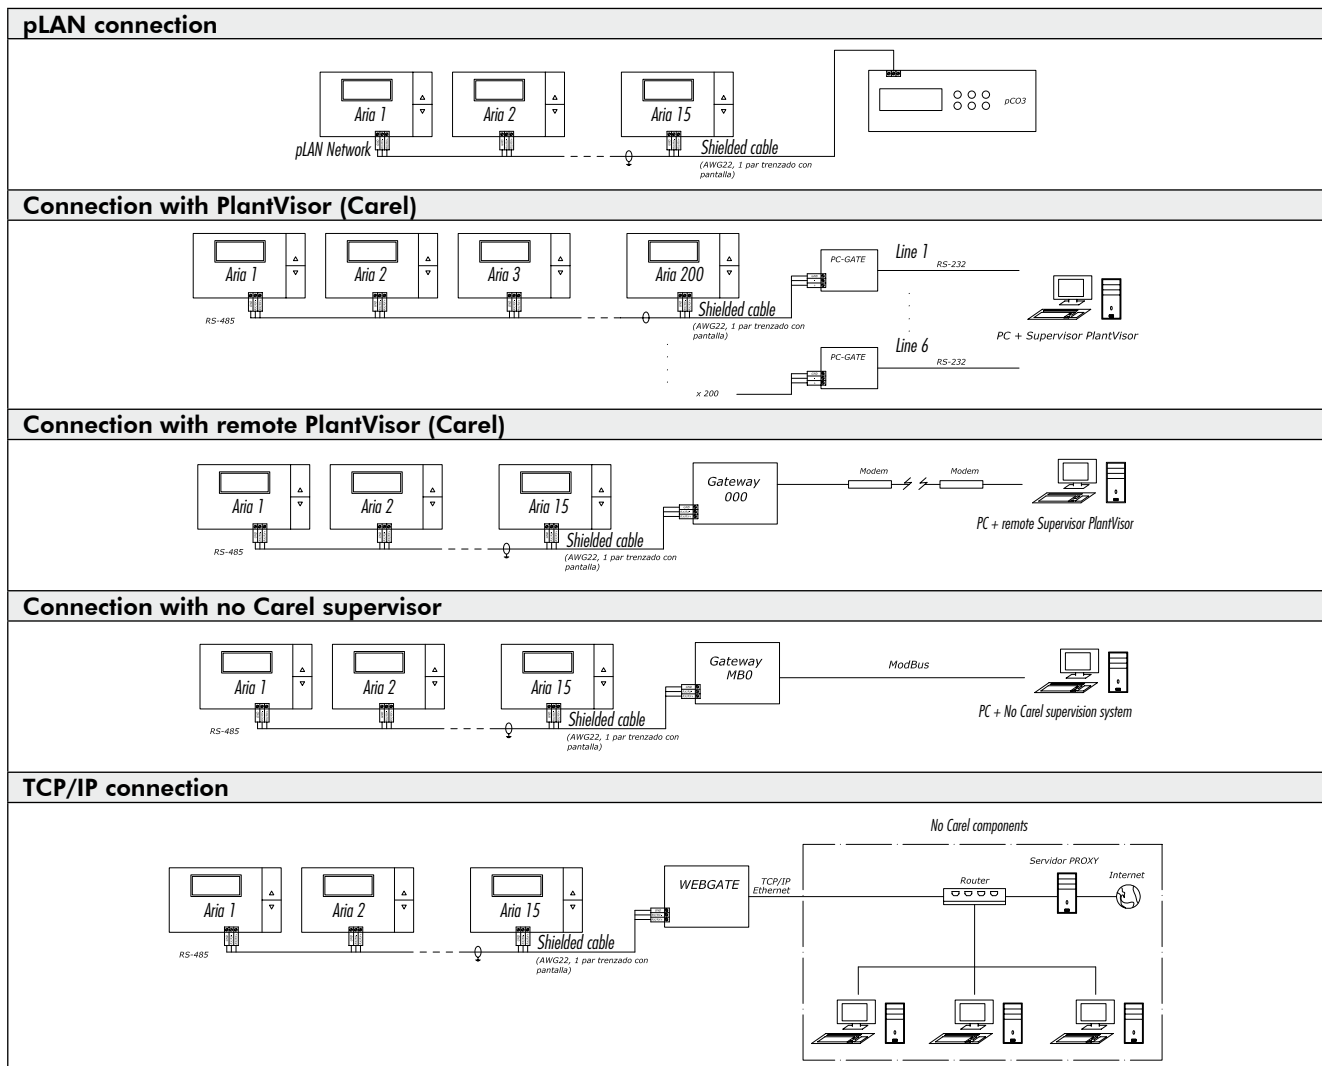 pLAN connection
Aria 1
Aria 2
Aria 15
pCO3
pLAN Network
Shielded cable
(AWG22, 1 par trenzado con
pantalla)
Connection with PlantVisor (Carel)
Aria 1
Aria 2
Aria 3
Aria 200
PC-GATE
Line 1
RS-232
RS-485
Shielded cable
(AWG22, 1 par trenzado con
pantalla)
PC + Supervisor PlantVisor
PC-GATE
Line 6
RS-232
x 200
Connection with remote PlantVisor (Carel)
Aria 1
Aria 2
Aria 15
Gateway
000
Modem
Modem
RS-485
Shielded cable
(AWG22, 1 par trenzado con
pantalla)
PC + remote Supervisor PlantVisor
Connection with no Carel supervisor
Aria 1
Aria 2
Aria 15
Gateway
MB0
ModBus
RS-485
Shielded cable
(AWG22, 1 par trenzado con
pantalla)
PC + No Carel supervision system
TCP/IP connection
No Carel components
Aria 1
Aria 2
Aria 15
WEBGATE
TCP/IP
Ethernet
Router
Servidor PROXY
Internet
RS-485
Shielded cable
(AWG22, 1 par trenzado con
pantalla)